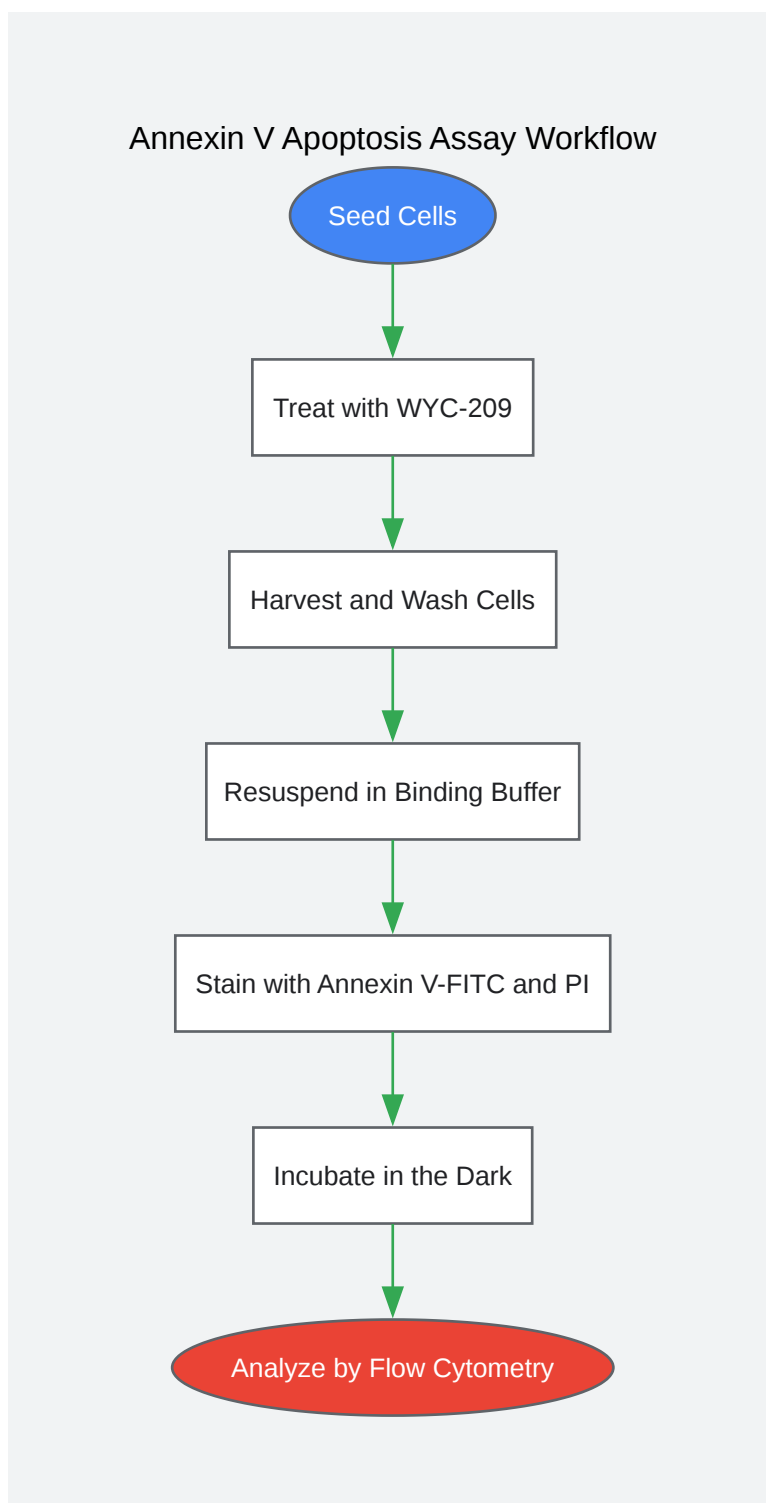 Annexin V Apoptosis Assay Workflow
Seed Cells
Treat with WYC-209
Harvest and Wash Cells
Resuspend in Binding Buffer
Stain with Annexin V-FITC and PI
Incubate in the Dark
Analyze by Flow Cytometry